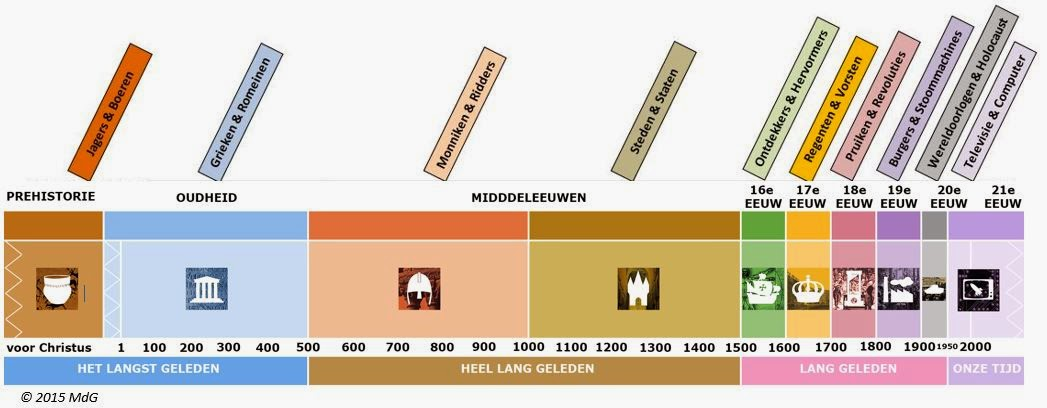 Jagers & Boeren
Grieken & Romeinen
Monniken & Ridders
Steden & Staten
Ontdekkers & Hervormers
Regenten & Vorsten
Pruiken & Revoluties
Burgers & Stoommachines
Wereldoorlogen & Holocaust
Televisie & Computer
PREHISTORIE OUDHEID MIDDDELEEUWEN
16e 17e 18e 19e 20e 21e
EEUW EEUW EEUW EEUW EEUW EEUW
voor Christus 1 100 200 300 400 500 600 700 800 900 1000 1100 1200 1300 1400 1500 1600 1700 1800 1900 1950 2000
HET LANGST GELEDEN HEEL LANG GELEDEN LANG GELEDEN ONZE TIJD
© 2015 MdG